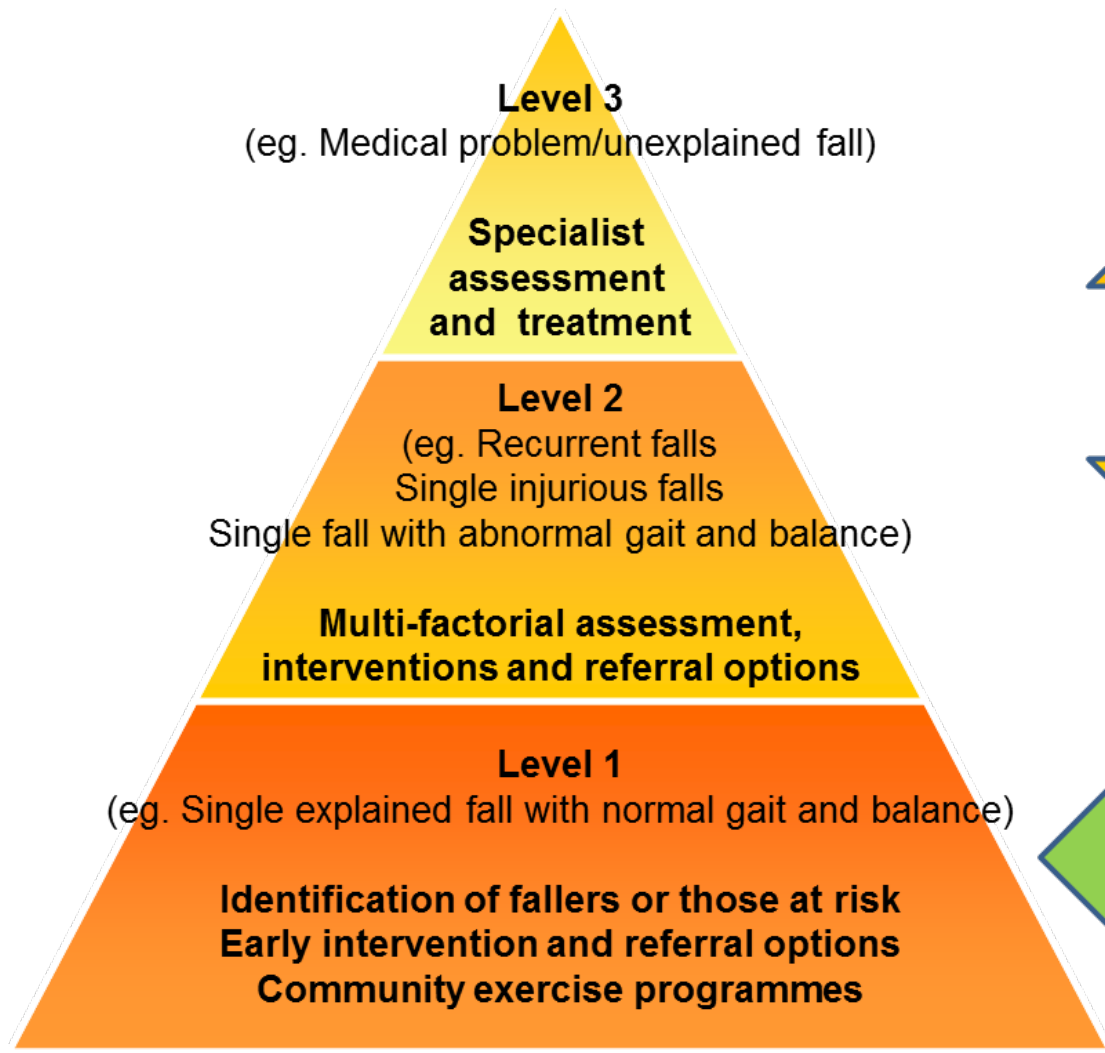 Level 3
(eg. Medical problem/unexplained fall)
Specialist
assessment
and treatment
Level 2
(eg. Recurrent falls
Single injurious falls
Single fall with abnormal gait and balance)
Multi-factorial assessment,
interventions and referral options
Level 1
(eg. Single explained fall with normal gait and balance)
Identification of fallers or those at risk
Early intervention and referral options
Community exercise programmes